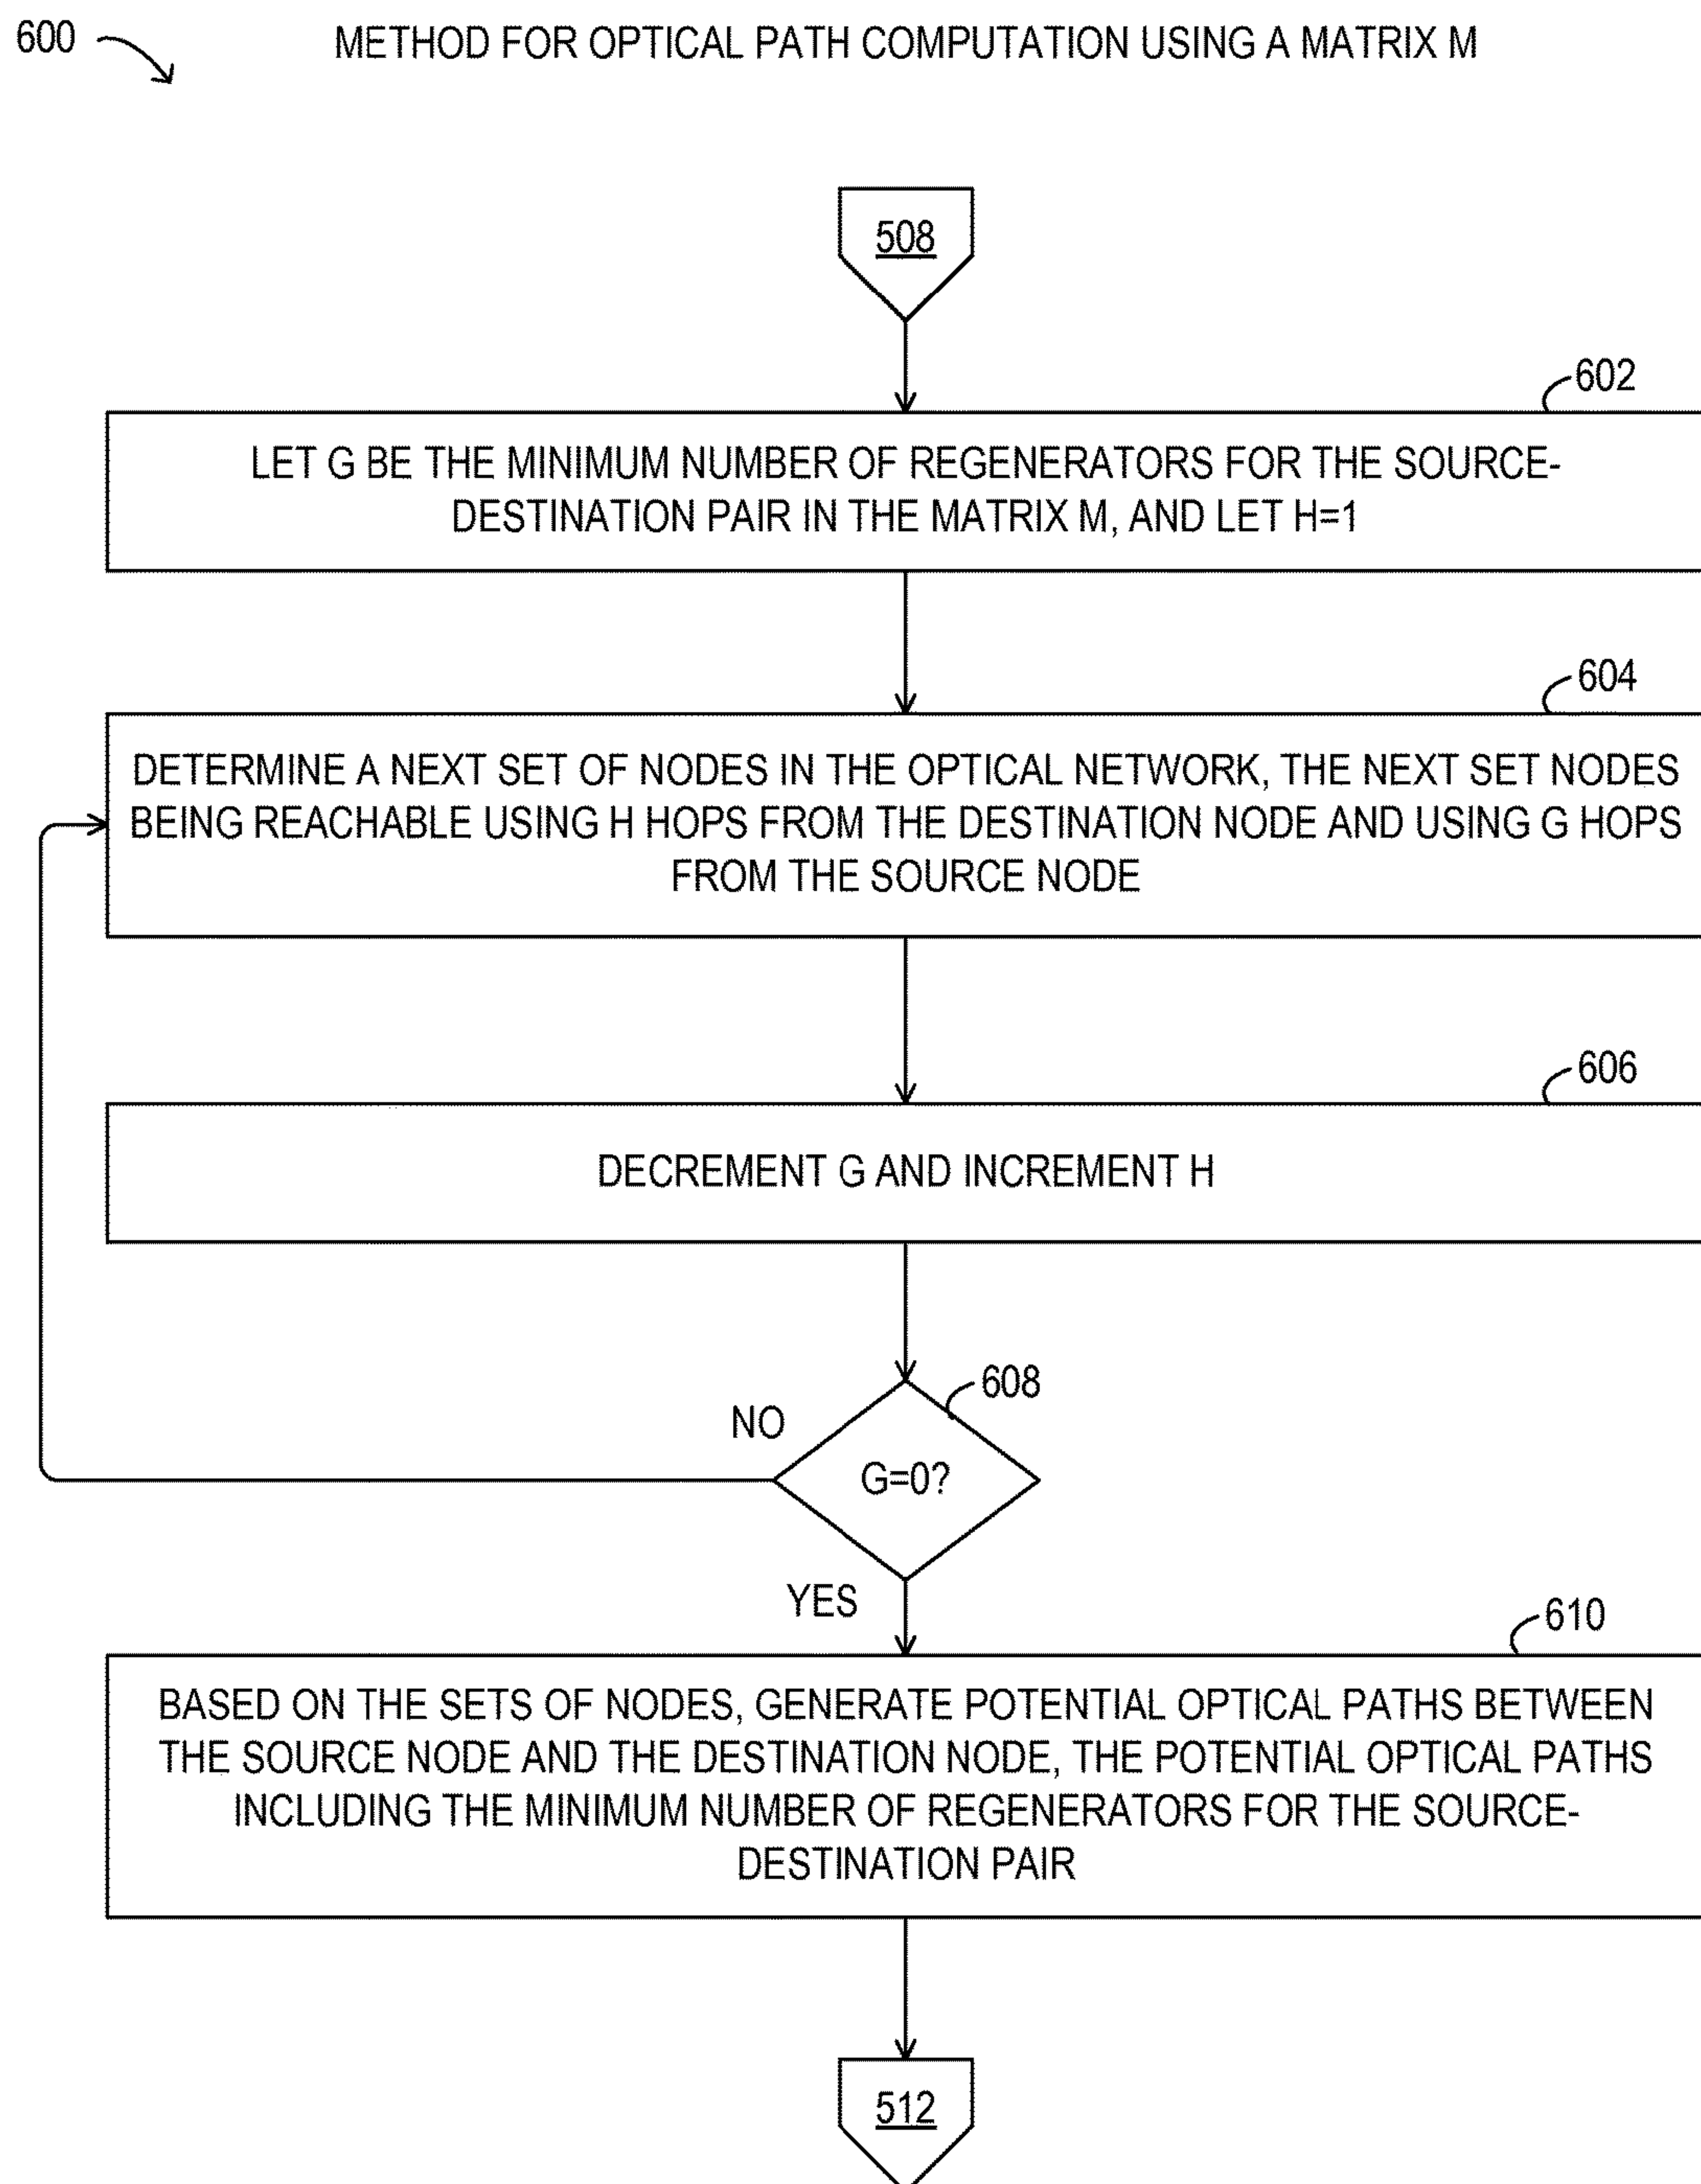 600
METHOD FOR OPTICAL PATH COMPUTATION USING A MATRIX M
508
602
LET G BE THE MINIMUM NUMBER OF REGENERATORS FOR THE SOURCE-
DESTINATION PAIR IN THE MATRIX M, AND LET H=1
604
DETERMINE A NEXT SET OF NODES IN THE OPTICAL NETWORK, THE NEXT SET NODES
BEING REACHABLE USING H HOPS FROM THE DESTINATION NODE AND USING G HOPS
FROM THE SOURCE NODE
606
DECREMENT G AND INCREMENT H
608
NO
G=0?
YES
610
BASED ON THE SETS OF NODES, GENERATE POTENTIAL OPTICAL PATHS BETWEEN
THE SOURCE NODE AND THE DESTINATION NODE, THE POTENTIAL OPTICAL PATHS
INCLUDING THE MINIMUM NUMBER OF REGENERATORS FOR THE SOURCE-
DESTINATION PAIR
512